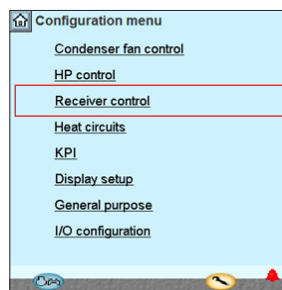 Configuration menu
Condenser fan control
HP control
Receiver control
Heat circuits
KPI
Display setup
General purpose
I/O configuration